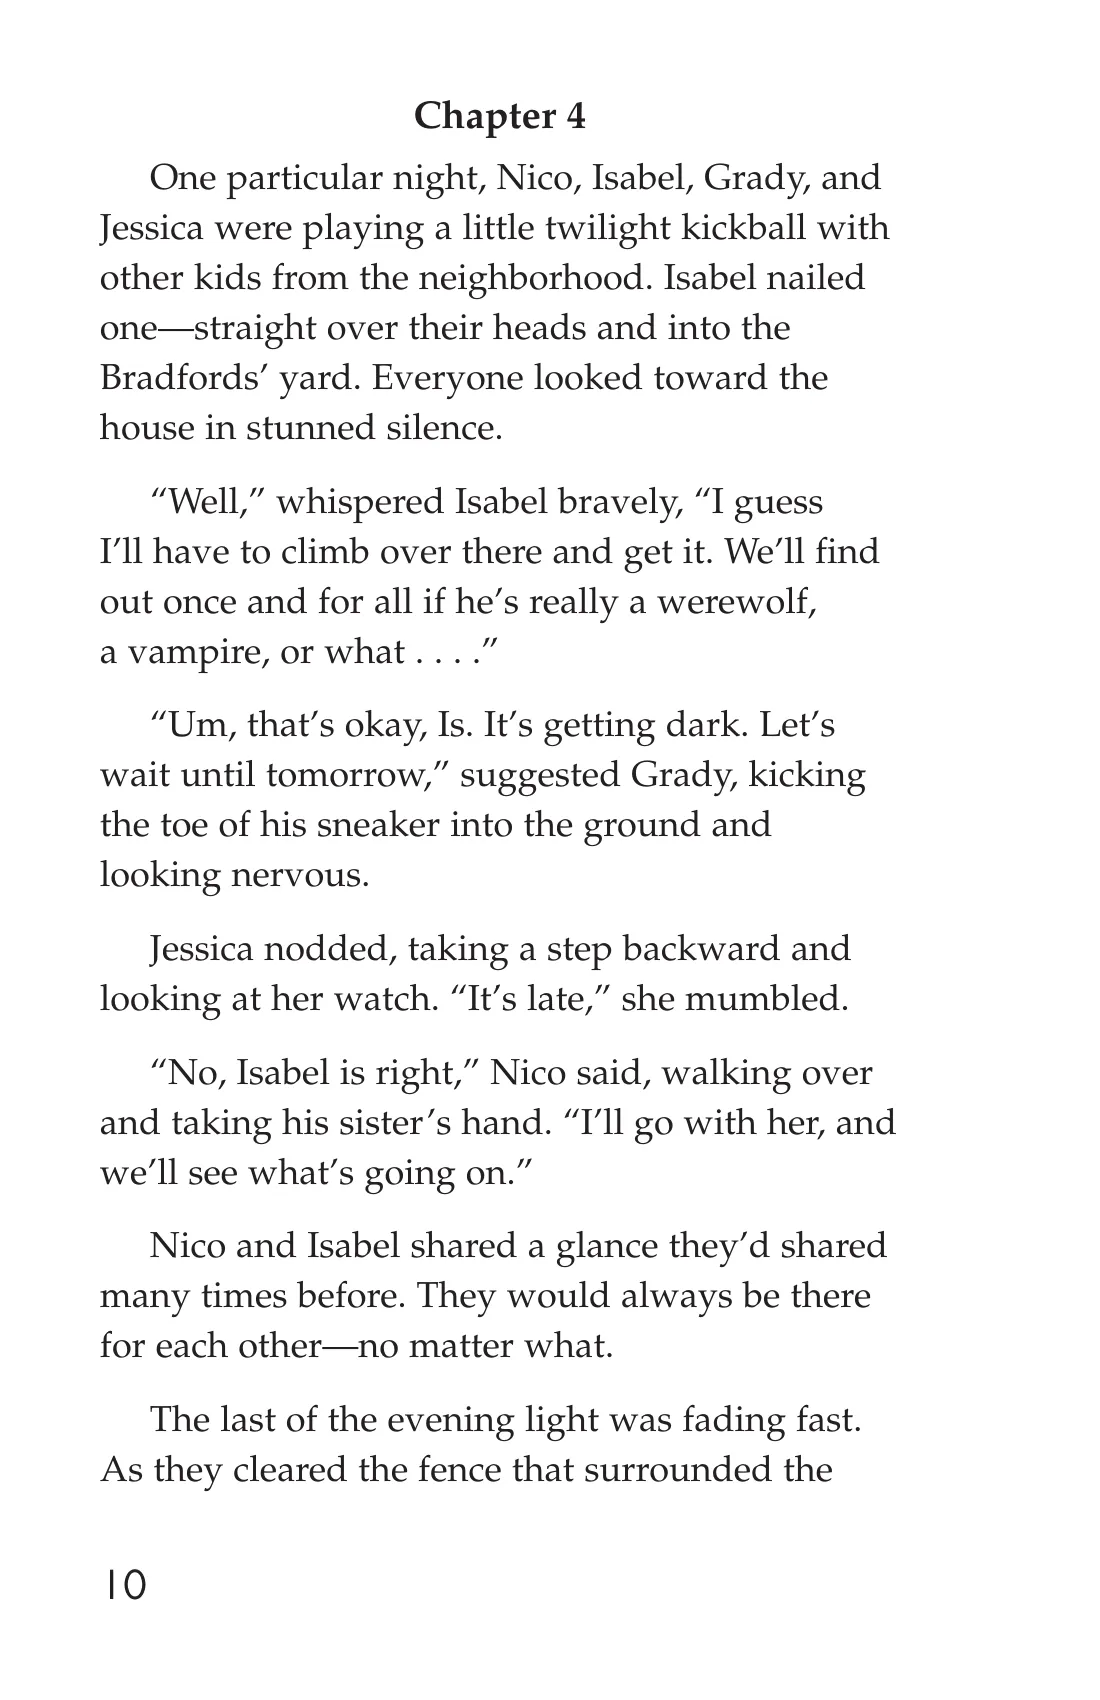 Chapter 4
One particular night, Nico, Isabel, Grady, and
Jessica were playing a little twilight kickball with
other kids from the neighborhood. Isabel nailed
one—straight over their heads and into the
Bradfords’ yard. Everyone looked toward the
house in stunned silence.
“Well,” whispered Isabel bravely, “I guess
I’ll have to climb over there and get it. We’ll find
out once and for all if he’s really a werewolf,
a vampire, or what . . . .”
“Um, that’s okay, Is. It’s getting dark. Let’s
wait until tomorrow,” suggested Grady, kicking
the toe of his sneaker into the ground and
looking nervous.
Jessica nodded, taking a step backward and
looking at her watch. “It’s late,” she mumbled.
“No, Isabel is right,” Nico said, walking over
and taking his sister’s hand. “I’ll go with her, and
we’ll see what’s going on.”
Nico and Isabel shared a glance they’d shared
many times before. They would always be there
for each other—no matter what.
The last of the evening light was fading fast.
As they cleared the fence that surrounded the
10